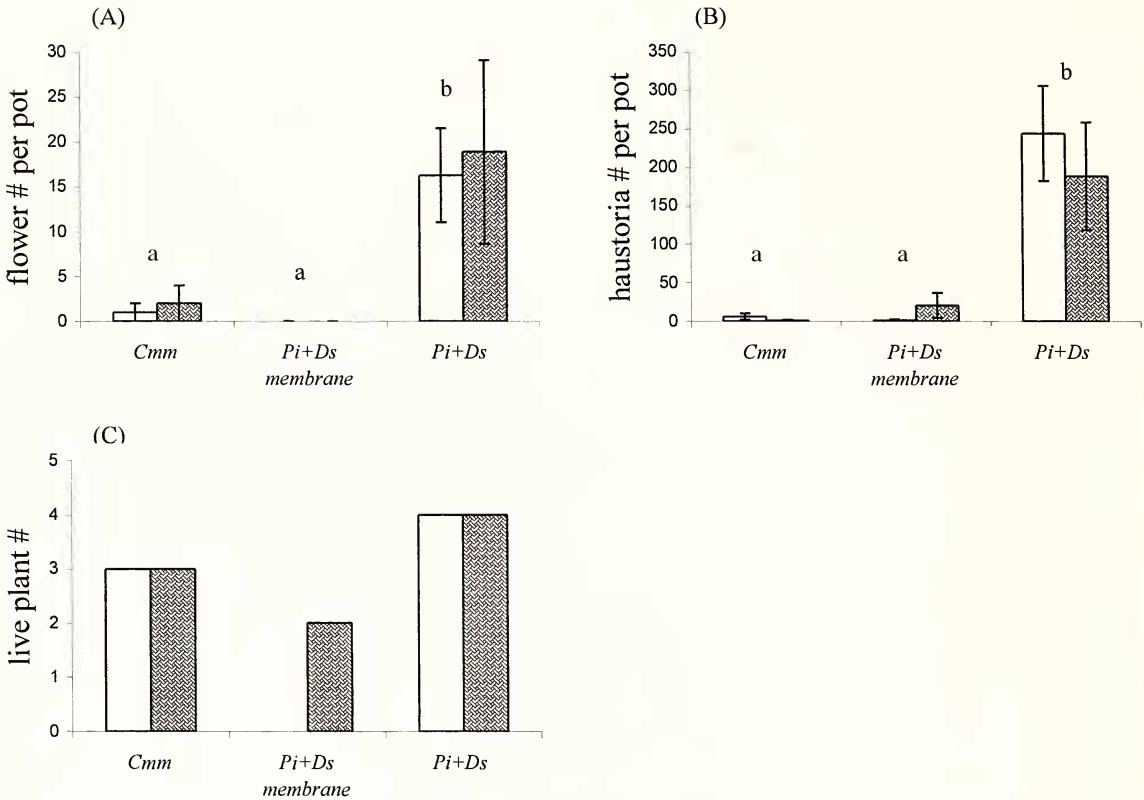 (A)
flower # per pot
30
25
20
15
10
5
0
a
a
b
Cmm
Pi+Ds
membrane
Pi+Ds
(B)
haustoria # per pot
350
300
250
200
150
100
50
0
a
a
b
Cmm
Pi+Ds
membrane
Pi+Ds
(C)
live plant #
5
4
3
2
1
0
Cmm
Pi+Ds
membrane
Pi+Ds